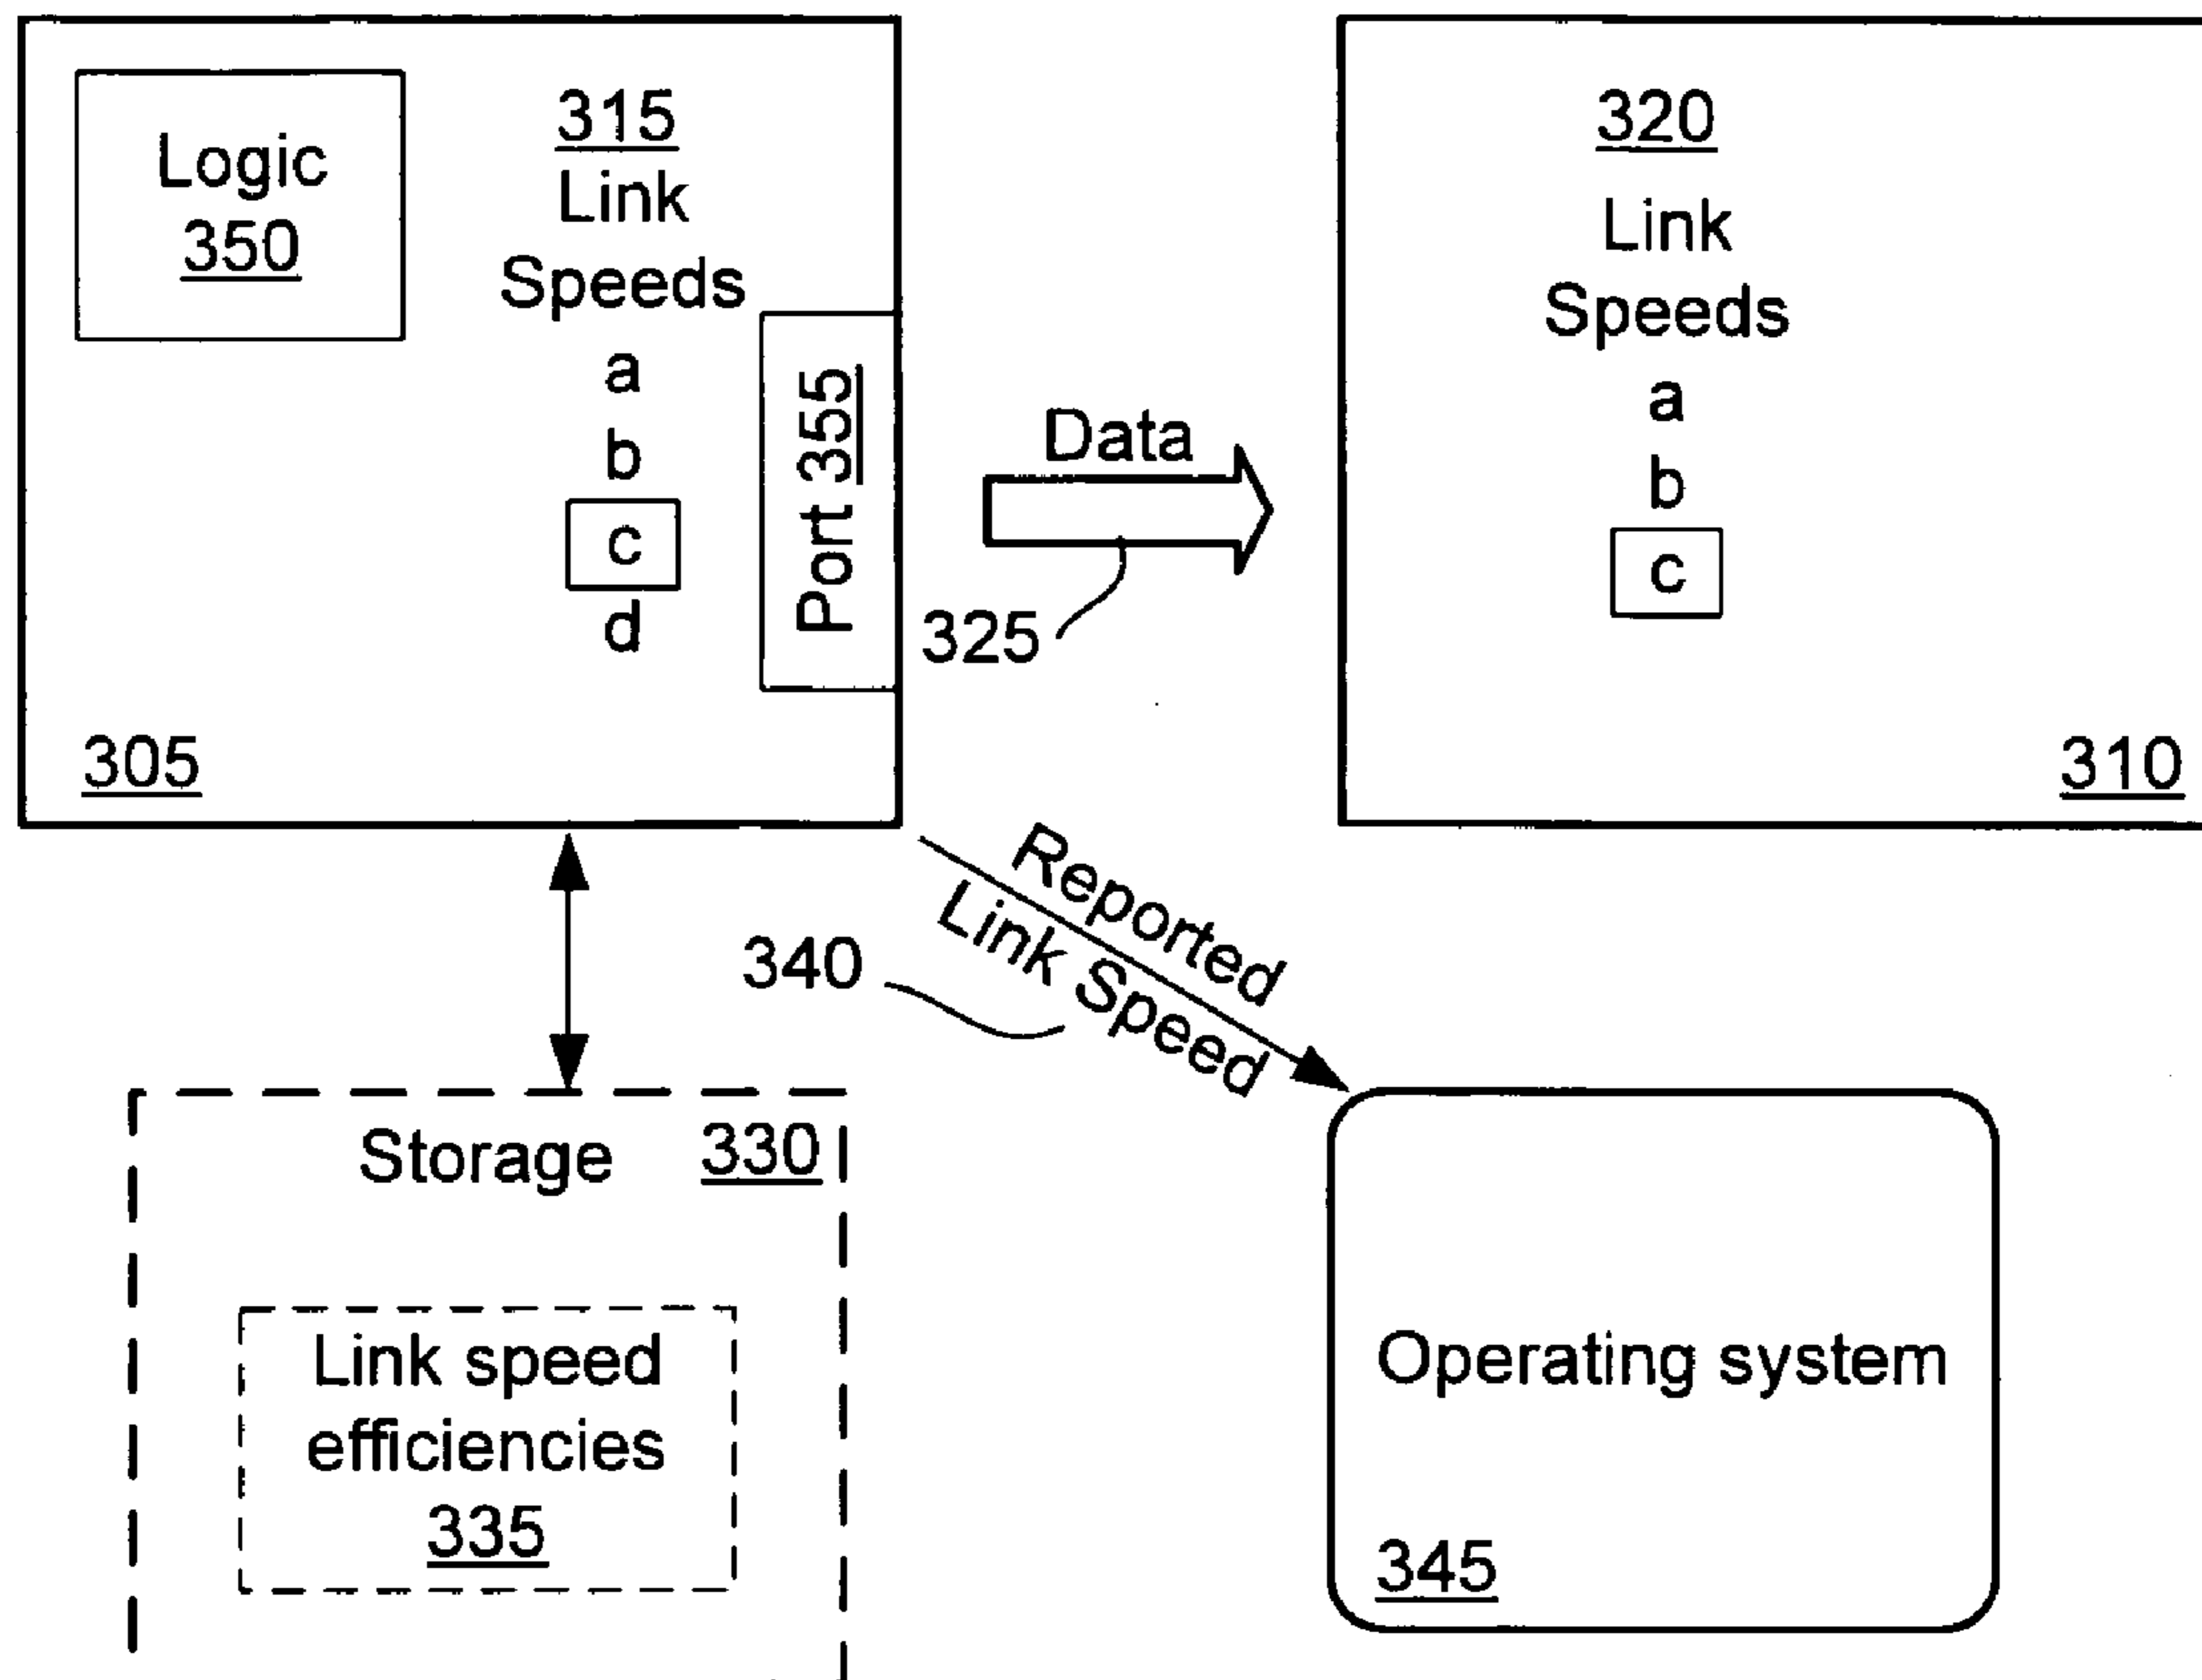 Logic
350
315
Link
Speeds
a
b
c
d
Port 355
305
Data
325
320
Link
Speeds
a
b
c
310
Reported
Link Speed
340
Storage 330
Link speed
efficiencies
335
Operating system
345